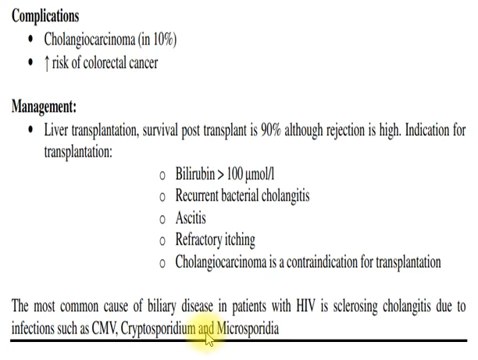 Complications
• Cholangiocarcinoma (in 10%)
• ↑ risk of colorectal cancer
Management:
• Liver transplantation, survival post transplant is 90% although rejection is high. Indication for
transplantation:
o Bilirubin > 100 μmol/l
o Recurrent bacterial cholangitis
o Ascitis
o Refractory itching
o Cholangiocarcinoma is a contraindication for transplantation
The most common cause of biliary disease in patients with HIV is sclerosing cholangitis due to
infections such as CMV, Cryptosporidium and Microsporidia